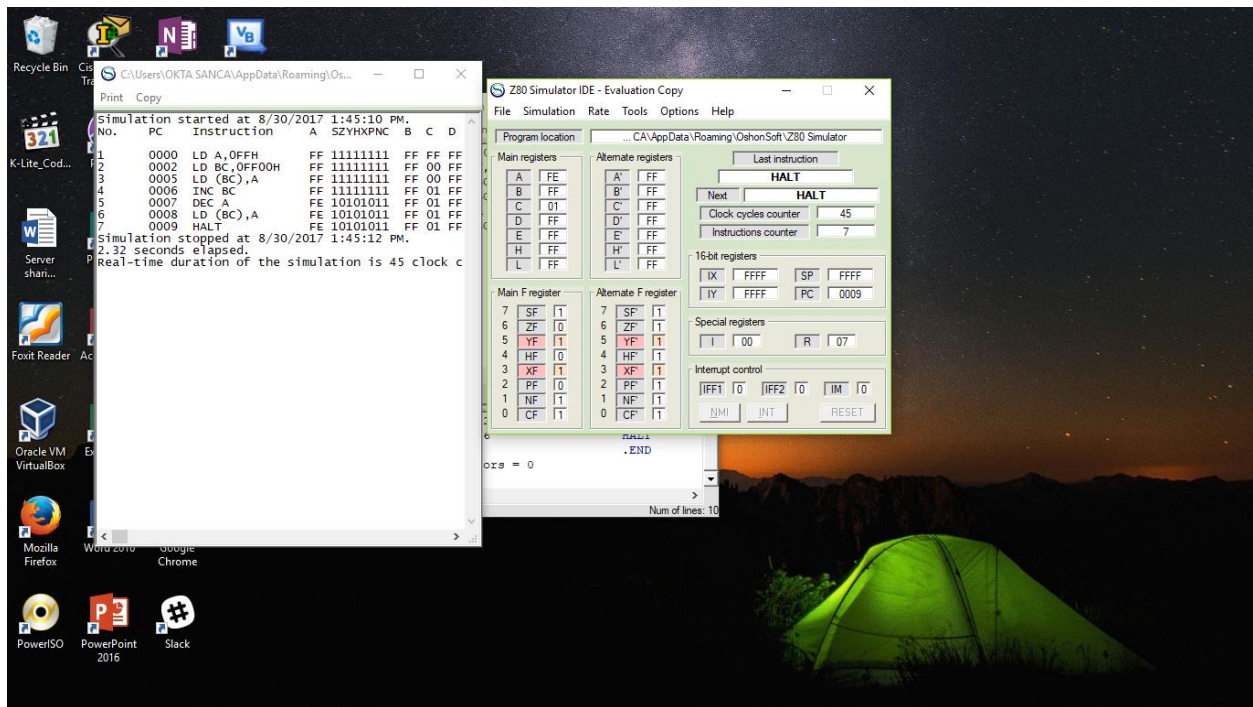 Recycle Bin
Cis
Tra
K-Lite_Cod...
Server
shari...
Foxit Reader
Ac
Oracle VM
VirtualBox
Ex
Mozilla
Firefox
Word 2016
Google
Chrome
PowerISO
PowerPoint
2016
Slack
C:\Users\OKTA SANCA\AppData\Roaming\Os...
Print Copy
Simulation started at 8/30/2017 1:45:10 PM.
No. PC Instruction A SZYHXPNC B C D
1 0000 LD A,0FFH FF 11111111 FF FF FF
2 0002 LD BC,0FF00H FF 11111111 FF 00 FF
3 0005 LD (BC),A FF 11111111 FF 00 FF
4 0006 INC BC FF 11111111 FF 01 FF
5 0007 DEC A FE 10101011 FF 01 FF
6 0008 LD (BC),A FE 10101011 FF 01 FF
7 0009 HALT FE 10101011 FF 01 FF
Simulation stopped at 8/30/2017 1:45:12 PM.
2.32 seconds elapsed.
Real-time duration of the simulation is 45 clock c
Z80 Simulator IDE - Evaluation Copy
File Simulation Rate Tools Options Help
Program location ... CA\AppData\Roaming\OshonSoft\Z80 Simulator
Main registers
A FE
B FF
C 01
D FF
E FF
H FF
L FF
Alternate registers
A' FF
B' FF
C' FF
D' FF
E' FF
H' FF
L' FF
Last instruction
HALT
Next HALT
Clock cycles counter 45
Instructions counter 7
16-bit registers
IX FFFF SP FFFF
IY FFFF PC 0009
Main F register
7 SF 1
6 ZF 0
5 YF 1
4 HF 0
3 XF 1
2 PF 0
1 NF 1
0 CF 1
Alternate F register
7 SF' 1
6 ZF' 1
5 YF' 1
4 HF' 1
3 XF' 1
2 PF' 1
1 NF' 1
0 CF' 1
Special registers
I 00 R 07
Interrupt control
IFF1 0 IFF2 0 IM 0
NMI INT RESET
HALT
.END
ors = 0
Num of lines: 10